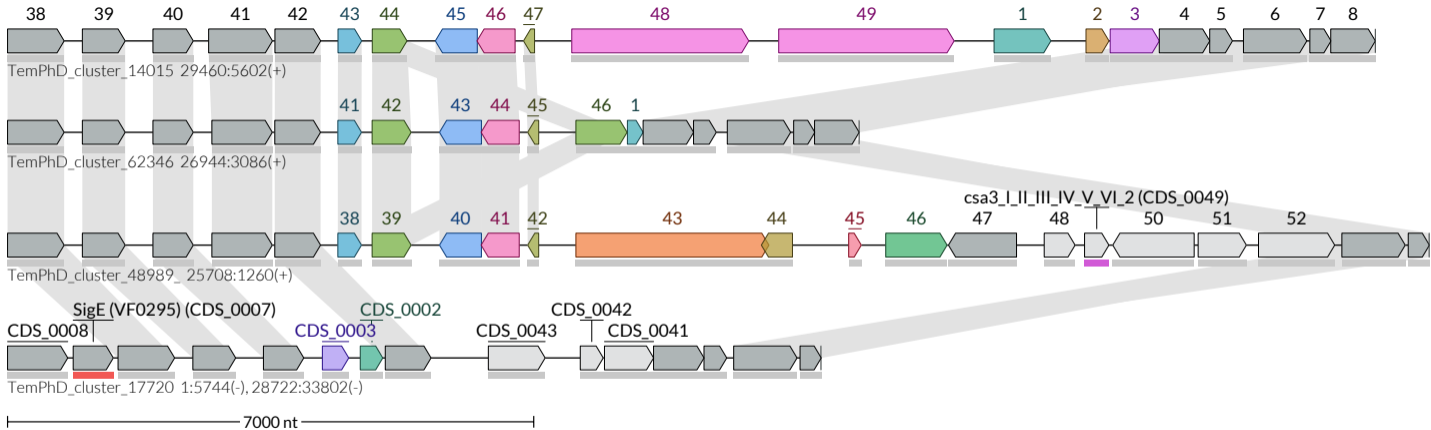 38 39 40 41 42 43 44 45 46 47 48 49 1 2 3 4 5 6 7 8
TemPhD_cluster_14015 29460:5602(+)
41 42 43 44 45 46 1
TemPhD_cluster_62346 26944:3086(+)
csa3_I_II_III_IV_V_VI_2 (CDS_0049)
38 39 40 41 42 43 44 45 46 47 48 50 51 52
TemPhD_cluster_48989_ 25708:1260(+)
SigE (VF0295) (CDS_0007) CDS_0002 CDS_0042
CDS_0008 CDS_0003 CDS_0043 CDS_0041
TemPhD_cluster_17720 1:5744(-), 28722:33802(-)
7000 nt